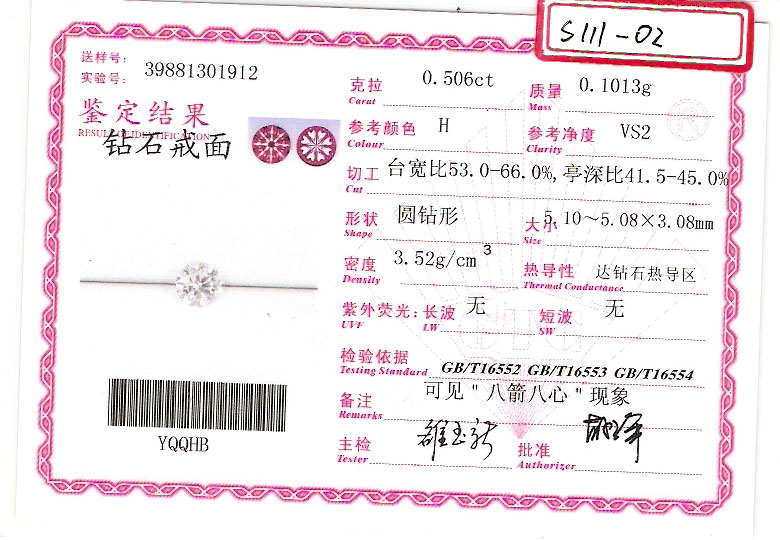 S111-02
送样号:
实验号: 39881301912
鉴定结果
RESULT OF IDENTIFICATION
钻石戒面
YQQHB
克拉 0.506ct 质量 0.1013g
Carat Mass
参考颜色 H 参考净度 VS2
Colour Clarity
切工 台宽比53.0-66.0%,亭深比41.5-45.0%
Cut
形状 圆钻形 大小 5.10~5.08×3.08mm
Shape Size
密度 3.52g/cm³ 热导性 达钻石热导区
Density Thermal Conductance
紫外荧光: 长波 无 短波 无
UVF LW SW
检验依据
Testing Standard GB/T16552 GB/T16553 GB/T16554
备注 可见"八箭八心"现象
Remarks
主检 批准
Tester Authorizer